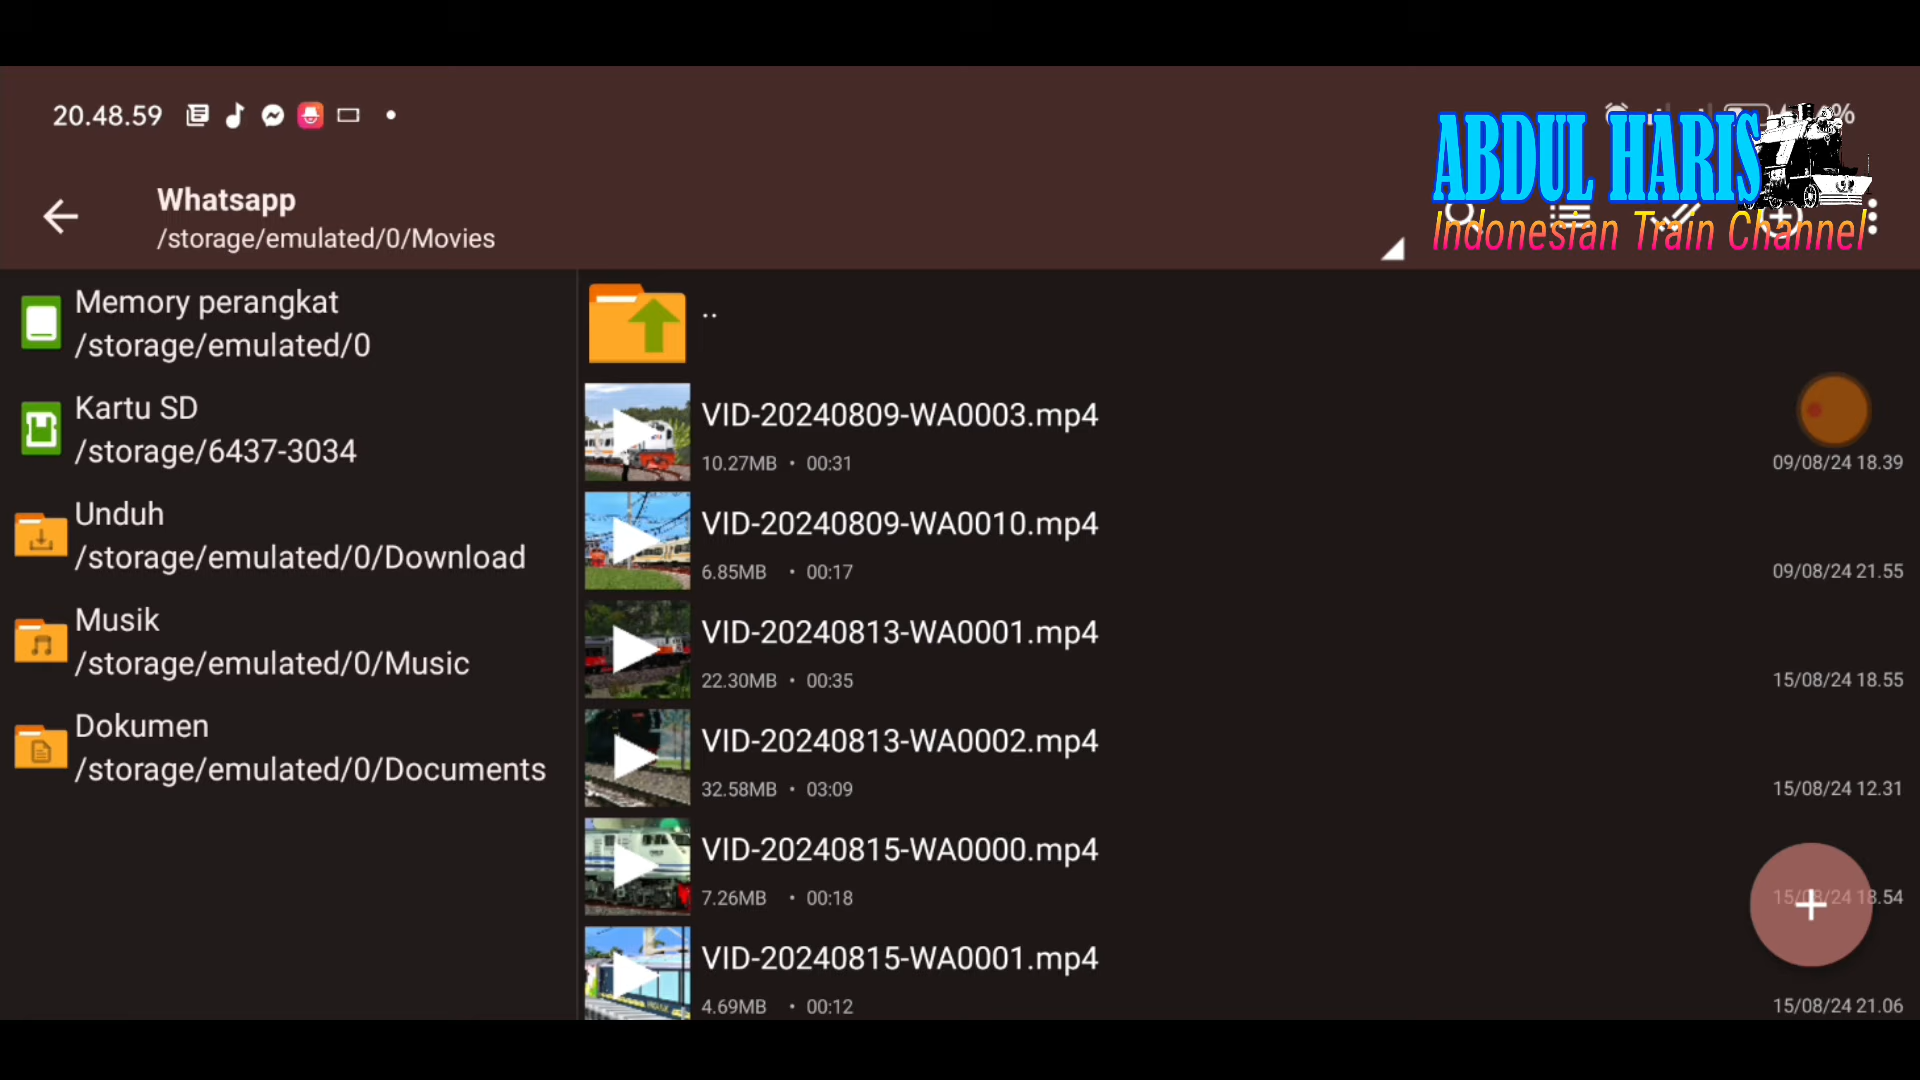 20.48.59
%
ABDUL HARIS
Indonesian Train Channel
Whatsapp
/storage/emulated/0/Movies
Memory perangkat
/storage/emulated/0
Kartu SD
/storage/6437-3034
Unduh
/storage/emulated/0/Download
Musik
/storage/emulated/0/Music
Dokumen
/storage/emulated/0/Documents
..
VID-20240809-WA0003.mp4
10.27MB • 00:31
09/08/24 18.39
VID-20240809-WA0010.mp4
6.85MB • 00:17
09/08/24 21.55
VID-20240813-WA0001.mp4
22.30MB • 00:35
15/08/24 18.55
VID-20240813-WA0002.mp4
32.58MB • 03:09
15/08/24 12.31
VID-20240815-WA0000.mp4
7.26MB • 00:18
15/08/24 18.54
VID-20240815-WA0001.mp4
4.69MB • 00:12
15/08/24 21.06